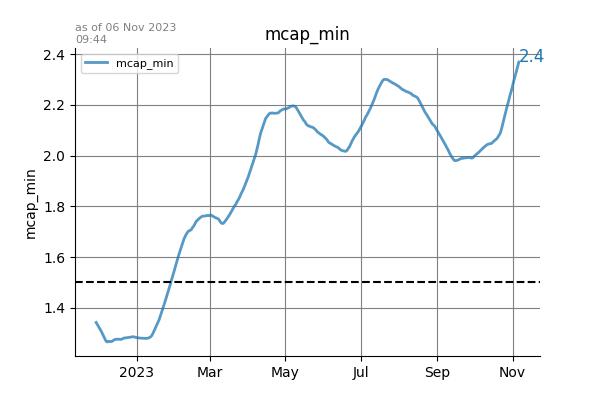 as of 06 Nov 2023
09:44
mcap_min
2.4
mcap_min
2.4
2.2
2.0
1.8
1.6
1.4
mcap_min
2023
Mar
May
Jul
Sep
Nov